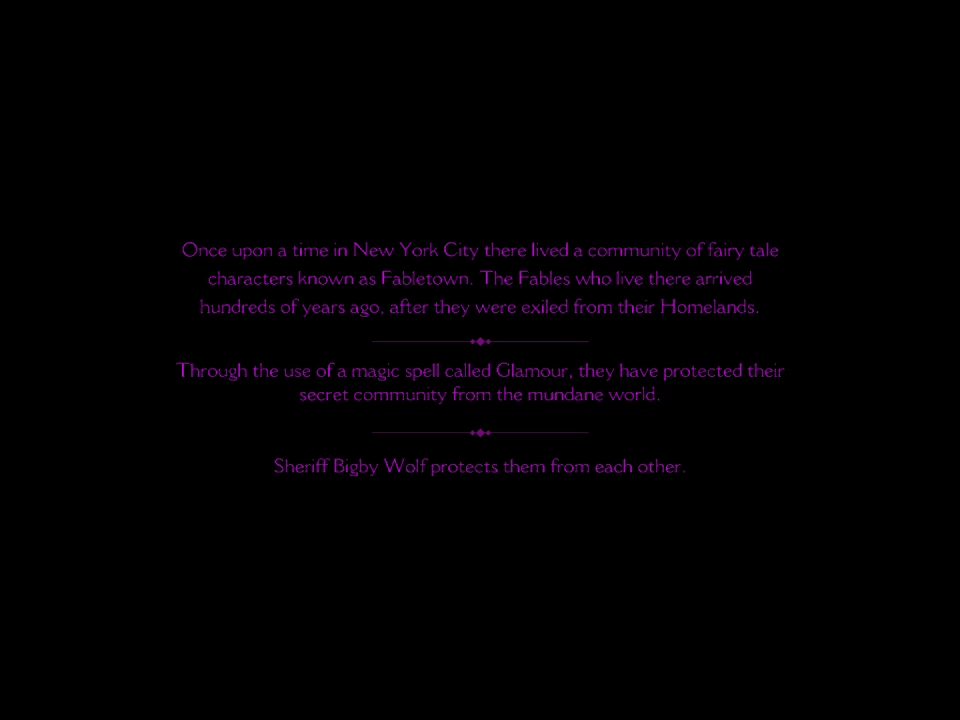 Once upon a time in New York City there lived a community of fairy tale
characters known as Fabletown. The Fables who live there arrived
hundreds of years ago, after they were exiled from their Homelands.
Through the use of a magic spell called Glamour, they have protected their
secret community from the mundane world.
Sheriff Bigby Wolf protects them from each other.